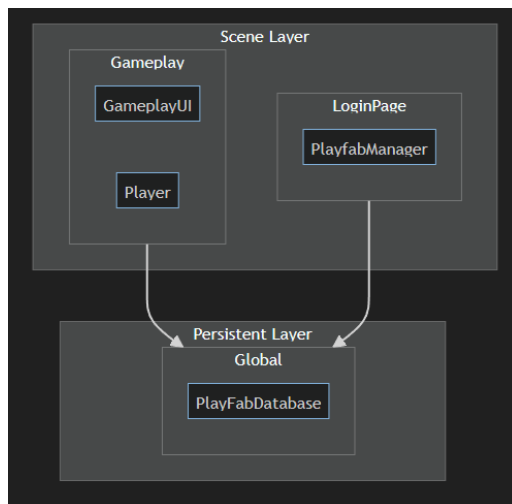 Scene Layer
Gameplay
GameplayUI
Player
LoginPage
PlayfabManager
Persistent Layer
Global
PlayFabDatabase